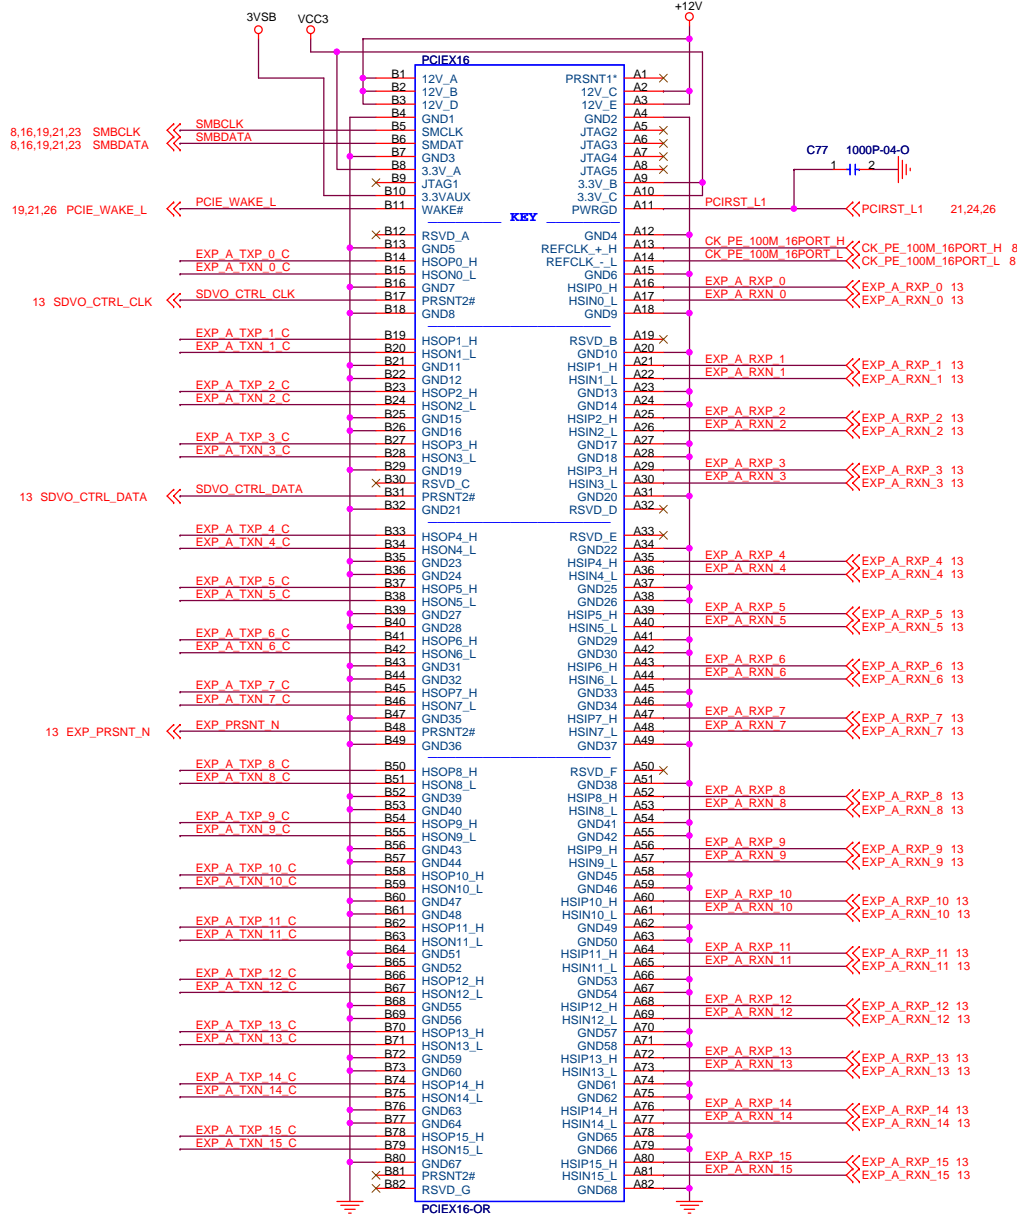 +12V
3VSB VCC3
PCIEX16
B1 12V_A PRSNT1* A1
B2 12V_B 12V_C A2
B3 12V_D 12V_E A3
B4 GND1 GND2 A4
8,16,19,21,23 SMBCLK SMBCLK B5 SMCLK JTAG2 A5
8,16,19,21,23 SMBDATA SMBDATA B6 SMDAT JTAG3 A6
B7 GND3 JTAG4 A7
B8 3.3V_A JTAG5 A8
C77 1000P-04-O
1 2
B9 JTAG1 3.3V_B A9
B10 3.3VAUX 3.3V_C A10
19,21,26 PCIE_WAKE_L PCIE_WAKE_L B11 WAKE# PWRGD A11 PCIRST_L1 PCIRST_L1 21,24,26
KEY
B12 RSVD_A GND4 A12
B13 GND5 REFCLK_+_H A13 CK_PE_100M_16PORT_H CK_PE_100M_16PORT_H 8
EXP_A_TXP_0_C B14 HSOP0_H REFCLK_-_L A14 CK_PE_100M_16PORT_L CK_PE_100M_16PORT_L 8
EXP_A_TXN_0_C B15 HSON0_L GND6 A15
B16 GND7 HSIP0_H A16 EXP_A_RXP_0 EXP_A_RXP_0 13
13 SDVO_CTRL_CLK SDVO_CTRL_CLK B17 PRSNT2# HSIN0_L A17 EXP_A_RXN_0 EXP_A_RXN_0 13
B18 GND8 GND9 A18
EXP_A_TXP_1_C B19 HSOP1_H RSVD_B A19
EXP_A_TXN_1_C B20 HSON1_L GND10 A20
B21 GND11 HSIP1_H A21 EXP_A_RXP_1 EXP_A_RXP_1 13
B22 GND12 HSIN1_L A22 EXP_A_RXN_1 EXP_A_RXN_1 13
EXP_A_TXP_2_C B23 HSOP2_H GND13 A23
EXP_A_TXN_2_C B24 HSON2_L GND14 A24
B25 GND15 HSIP2_H A25 EXP_A_RXP_2 EXP_A_RXP_2 13
B26 GND16 HSIN2_L A26 EXP_A_RXN_2 EXP_A_RXN_2 13
EXP_A_TXP_3_C B27 HSOP3_H GND17 A27
EXP_A_TXN_3_C B28 HSON3_L GND18 A28
B29 GND19 HSIP3_H A29 EXP_A_RXP_3 EXP_A_RXP_3 13
B30 RSVD_C HSIN3_L A30 EXP_A_RXN_3 EXP_A_RXN_3 13
13 SDVO_CTRL_DATA SDVO_CTRL_DATA B31 PRSNT2# GND20 A31
B32 GND21 RSVD_D A32
EXP_A_TXP_4_C B33 HSOP4_H RSVD_E A33
EXP_A_TXN_4_C B34 HSON4_L GND22 A34
B35 GND23 HSIP4_H A35 EXP_A_RXP_4 EXP_A_RXP_4 13
B36 GND24 HSIN4_L A36 EXP_A_RXN_4 EXP_A_RXN_4 13
EXP_A_TXP_5_C B37 HSOP5_H GND25 A37
EXP_A_TXN_5_C B38 HSON5_L GND26 A38
B39 GND27 HSIP5_H A39 EXP_A_RXP_5 EXP_A_RXP_5 13
B40 GND28 HSIN5_L A40 EXP_A_RXN_5 EXP_A_RXN_5 13
EXP_A_TXP_6_C B41 HSOP6_H GND29 A41
EXP_A_TXN_6_C B42 HSON6_L GND30 A42
B43 GND31 HSIP6_H A43 EXP_A_RXP_6 EXP_A_RXP_6 13
B44 GND32 HSIN6_L A44 EXP_A_RXN_6 EXP_A_RXN_6 13
EXP_A_TXP_7_C B45 HSOP7_H GND33 A45
EXP_A_TXN_7_C B46 HSON7_L GND34 A46
B47 GND35 HSIP7_H A47 EXP_A_RXP_7 EXP_A_RXP_7 13
13 EXP_PRSNT_N EXP_PRSNT_N B48 PRSNT2# HSIN7_L A48 EXP_A_RXN_7 EXP_A_RXN_7 13
B49 GND36 GND37 A49
EXP_A_TXP_8_C B50 HSOP8_H RSVD_F A50
EXP_A_TXN_8_C B51 HSON8_L GND38 A51
B52 GND39 HSIP8_H A52 EXP_A_RXP_8 EXP_A_RXP_8 13
B53 GND40 HSIN8_L A53 EXP_A_RXN_8 EXP_A_RXN_8 13
EXP_A_TXP_9_C B54 HSOP9_H GND41 A54
EXP_A_TXN_9_C B55 HSON9_L GND42 A55
B56 GND43 HSIP9_H A56 EXP_A_RXP_9 EXP_A_RXP_9 13
B57 GND44 HSIN9_L A57 EXP_A_RXN_9 EXP_A_RXN_9 13
EXP_A_TXP_10_C B58 HSOP10_H GND45 A58
EXP_A_TXN_10_C B59 HSON10_L GND46 A59
B60 GND47 HSIP10_H A60 EXP_A_RXP_10 EXP_A_RXP_10 13
B61 GND48 HSIN10_L A61 EXP_A_RXN_10 EXP_A_RXN_10 13
EXP_A_TXP_11_C B62 HSOP11_H GND49 A62
EXP_A_TXN_11_C B63 HSON11_L GND50 A63
B64 GND51 HSIP11_H A64 EXP_A_RXP_11 EXP_A_RXP_11 13
B65 GND52 HSIN11_L A65 EXP_A_RXN_11 EXP_A_RXN_11 13
EXP_A_TXP_12_C B66 HSOP12_H GND53 A66
EXP_A_TXN_12_C B67 HSON12_L GND54 A67
B68 GND55 HSIP12_H A68 EXP_A_RXP_12 EXP_A_RXP_12 13
B69 GND56 HSIN12_L A69 EXP_A_RXN_12 EXP_A_RXN_12 13
EXP_A_TXP_13_C B70 HSOP13_H GND57 A70
EXP_A_TXN_13_C B71 HSON13_L GND58 A71
B72 GND59 HSIP13_H A72 EXP_A_RXP_13 EXP_A_RXP_13 13
B73 GND60 HSIN13_L A73 EXP_A_RXN_13 EXP_A_RXN_13 13
EXP_A_TXP_14_C B74 HSOP14_H GND61 A74
EXP_A_TXN_14_C B75 HSON14_L GND62 A75
B76 GND63 HSIP14_H A76 EXP_A_RXP_14 EXP_A_RXP_14 13
B77 GND64 HSIN14_L A77 EXP_A_RXN_14 EXP_A_RXN_14 13
EXP_A_TXP_15_C B78 HSOP15_H GND65 A78
EXP_A_TXN_15_C B79 HSON15_L GND66 A79
B80 GND67 HSIP15_H A80 EXP_A_RXP_15 EXP_A_RXP_15 13
B81 PRSNT2# HSIN15_L A81 EXP_A_RXN_15 EXP_A_RXN_15 13
B82 RSVD_G GND68 A82
PCIEX16-OR